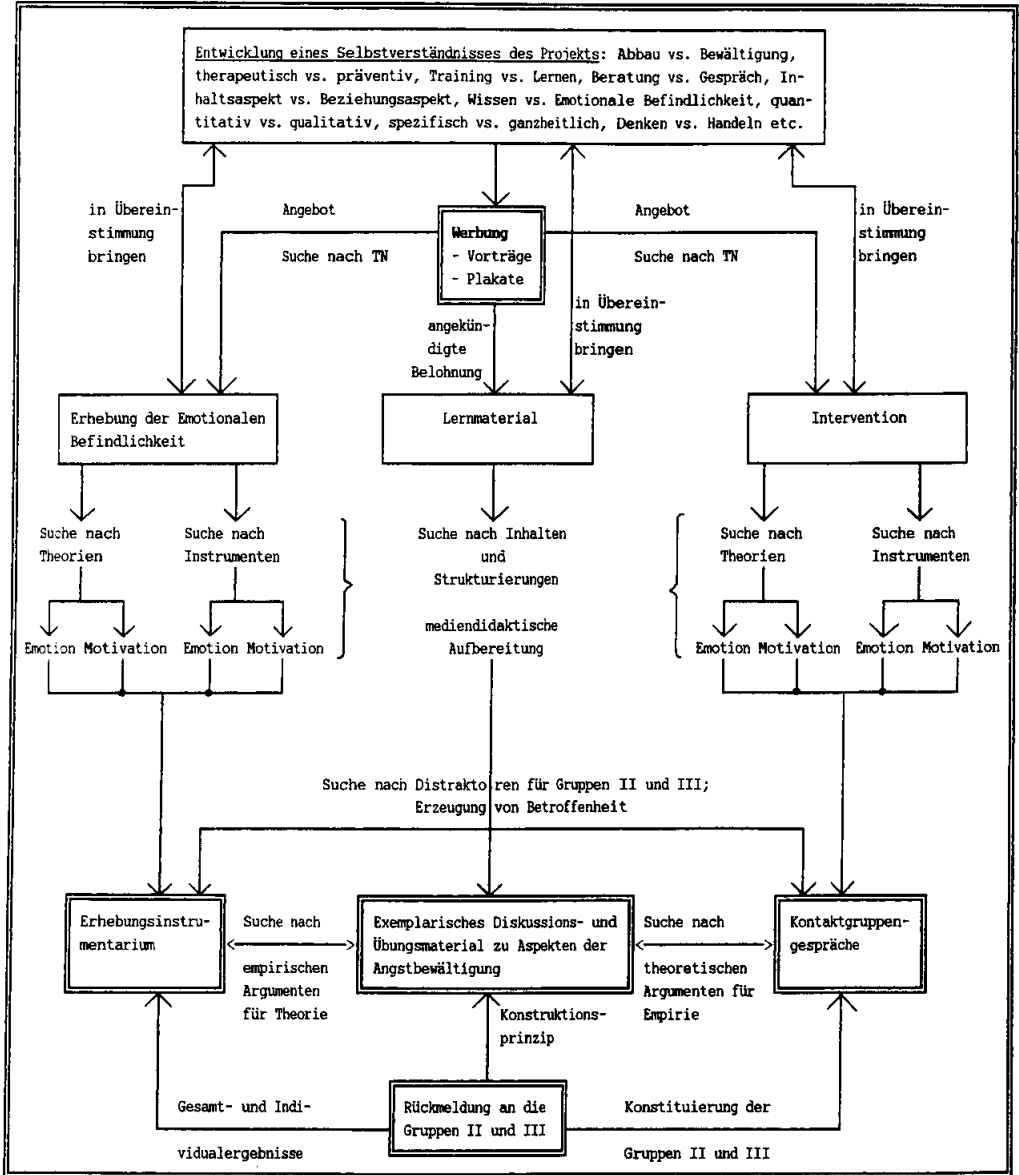 Entwicklung eines Selbstverständnisses des Projekts: Abbau vs. Bewältigung,
therapeutisch vs. präventiv, Training vs. Lernen, Beratung vs. Gespräch, In-
haltsaspekt vs. Beziehungsaspekt, Wissen vs. Emotionale Befindlichkeit, quan-
titativ vs. qualitativ, spezifisch vs. ganzheitlich, Denken vs. Handeln etc.
in Überein-
stimmung
bringen
Angebot
Suche nach TN
Werbung
- Vorträge
- Plakate
Angebot
Suche nach TN
in Überein-
stimmung
bringen
angekün-
digte
Belohnung
in Überein-
stimmung
bringen
Erhebung der Emotionalen
Befindlichkeit
Lernmaterial
Intervention
Suche nach
Theorien
Suche nach
Instrumenten
Suche nach Inhalten
und
Strukturierungen
Suche nach
Theorien
Suche nach
Instrumenten
mediendidaktische
Aufbereitung
Emotion Motivation Emotion Motivation
Emotion Motivation Emotion Motivation
Suche nach Distraktoren für Gruppen II und III;
Erzeugung von Betroffenheit
Erhebungsinstru-
mentarium
Suche nach
empirischen
Argumenten
für Theorie
Exemplarisches Diskussions- und
Übungsmaterial zu Aspekten der
Angstbewältigung
Suche nach
theoretischen
Argumenten für
Empirie
Kontaktgruppen-
gespräche
Konstruktions-
prinzip
Gesamt- und Indi-
vidualergebnisse
Rückmeldung an die
Gruppen II und III
Konstituierung der
Gruppen II und III